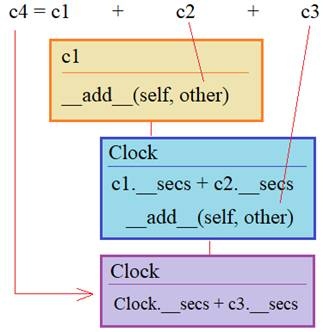 c4 = c1 + c2 + c3
c1
__add__(self, other)
Clock
c1.__secs + c2.__secs
__add__(self, other)
Clock
Clock.__secs + c3.__secs